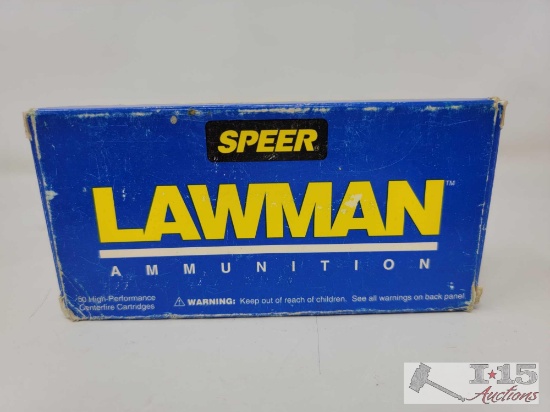 SPEER
LAWMAN™
AMMUNITION
50 High-Performance
Centerfire Cartridges
⚠ WARNING: Keep out of reach of children. See all warnings on back panel
I★15
Auctions